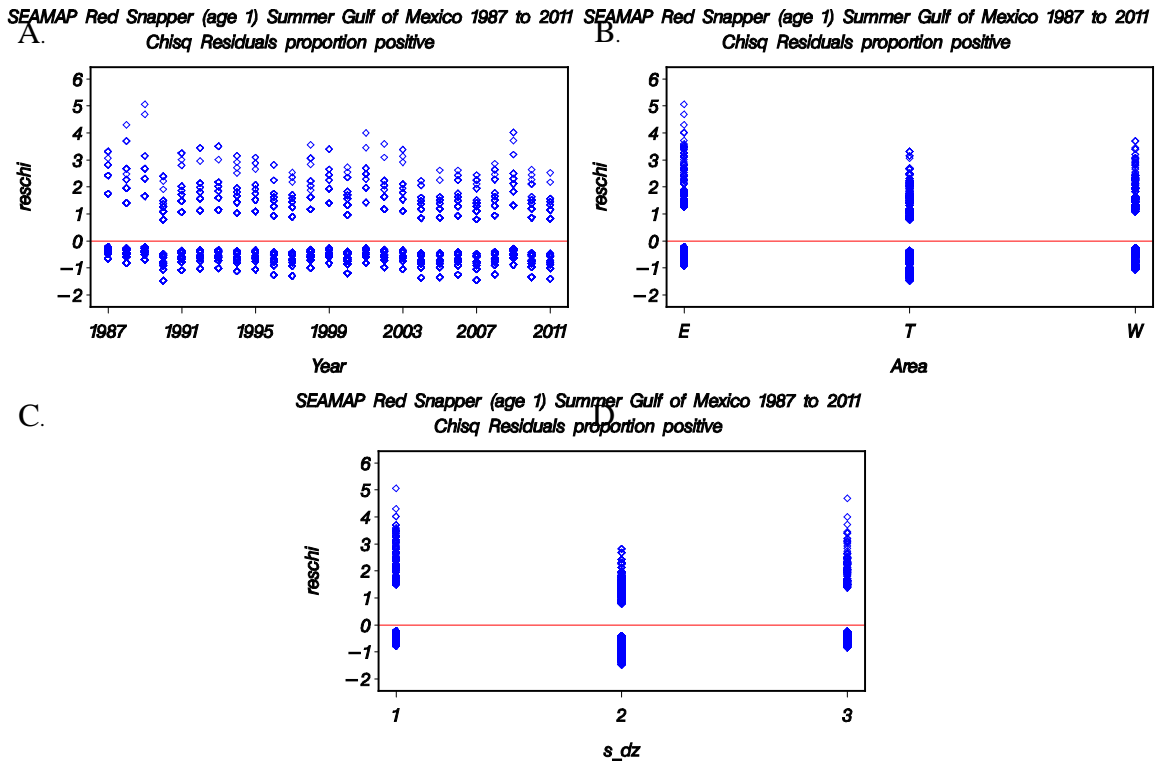 SEAMAP Red Snapper (age 1) Summer Gulf of Mexico 1987 to 2011
A.
Chisq Residuals proportion positive
6
5
4
3
2
1
0
−1
−2
reschi
1987 1991 1995 1999 2003 2007 2011
Year
SEAMAP Red Snapper (age 1) Summer Gulf of Mexico 1987 to 2011
B.
Chisq Residuals proportion positive
6
5
4
3
2
1
0
−1
−2
reschi
E T W
Area
SEAMAP Red Snapper (age 1) Summer Gulf of Mexico 1987 to 2011
C.
D.
Chisq Residuals proportion positive
6
5
4
3
2
1
0
−1
−2
reschi
1 2 3
s_dz